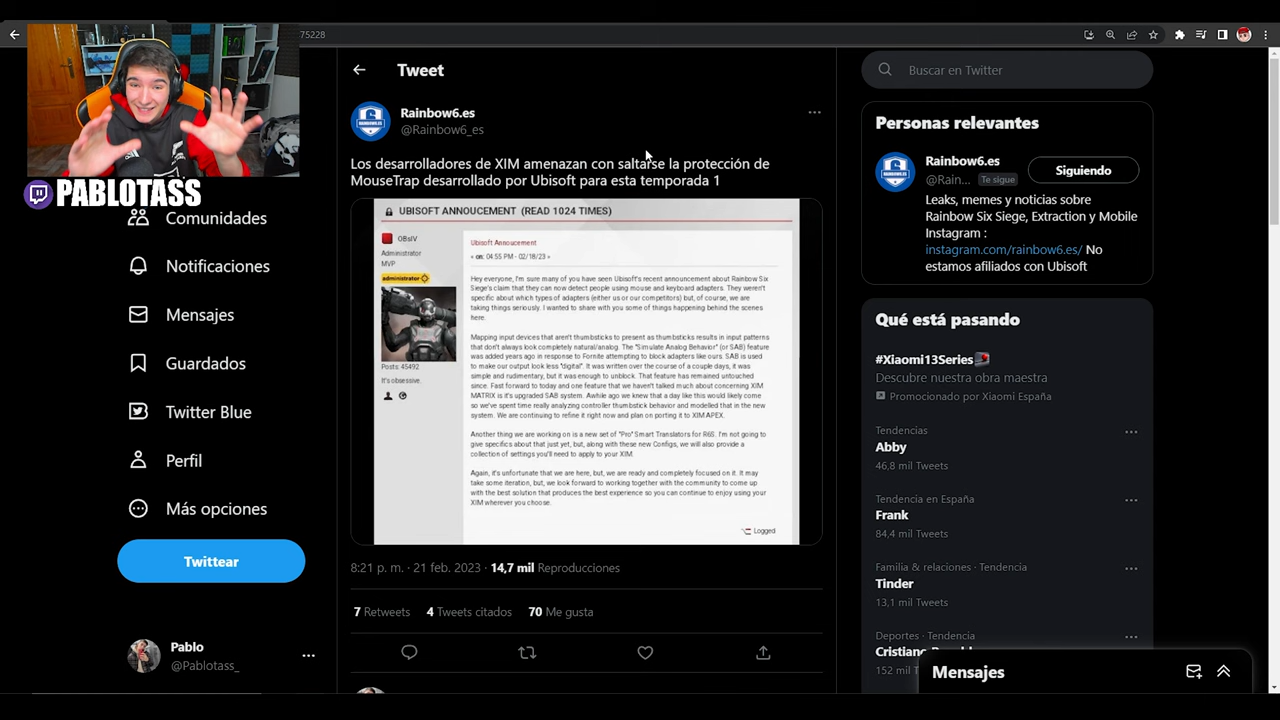 75228
PABLOTASS
Comunidades
Notificaciones
Mensajes
Guardados
Twitter Blue
Perfil
Más opciones
Twittear
Pablo
@Pablotass_
Tweet
Rainbow6.es
@Rainbow6_es
Los desarrolladores de XIM amenazan con saltarse la protección de
MouseTrap desarrollado por Ubisoft para esta temporada 1
UBISOFT ANNOUCEMENT (READ 1024 TIMES)
OBsIV
Administrator
MVP
administrator
Posts: 45492
It's obsessive.
Ubisoft Annoucement
« on: 04:55 PM - 02/18/23 »
Hey everyone, I'm sure many of you have seen Ubisoft's recent announcement about Rainbow Six
Siege's claim that they can now detect people using mouse and keyboard adapters. They weren't
specific about which types of adapters (either us or our competitors) but, of course, we are
taking things seriously. I wanted to share with you some of things happening behind the scenes
here.
Mapping input devices that aren't thumbsticks to present as thumbsticks results in input patterns
that don't always look completely natural/analog. The "Simulate Analog Behavior" (or SAB) feature
was added years ago in response to Fornite attempting to block adapters like ours. SAB is used
to make our output look less "digital". It was written over the course of a couple days, it was
simple and rudimentary, but it was enough to unblock. That feature has remained untouched
since. Fast forward to today and one feature that we haven't talked much about concerning XIM
MATRIX is it's upgraded SAB system. Awhile ago we knew that a day like this would likely come
so we've spent time really analyzing controller thumbstick behavior and modelled that in the new
system. We are continuing to refine it right now and plan on porting it to XIM APEX.
Another thing we are working on is a new set of "Pro" Smart Translators for R6S. I'm not going to
give specifics about that just yet, but, along with these new Configs, we will also provide a
collection of settings you'll need to apply to your XIM.
Again, it's unfortunate that we are here, but, we are ready and completely focused on it. It may
take some iteration, but, we look forward to working together with the community to come up
with the best solution that produces the best experience so you can continue to enjoy using your
XIM wherever you choose.
Logged
8:21 p. m. · 21 feb. 2023 · 14,7 mil Reproducciones
7 Retweets 4 Tweets citados 70 Me gusta
Buscar en Twitter
Personas relevantes
Rainbow6.es
@Rain... Te sigue
Siguiendo
Leaks, memes y noticias sobre
Rainbow Six Siege, Extraction y Mobile
Instagram :
instagram.com/rainbow6.es/ No
estamos afiliados con Ubisoft
Qué está pasando
#Xiaomi13Series
Descubre nuestra obra maestra
Promocionado por Xiaomi España
Tendencias
Abby
46,8 mil Tweets
Tendencia en España
Frank
84,4 mil Tweets
Familia & relaciones · Tendencia
Tinder
13,1 mil Tweets
Deportes · Tendencia
Cristiano
152 m
Mensajes